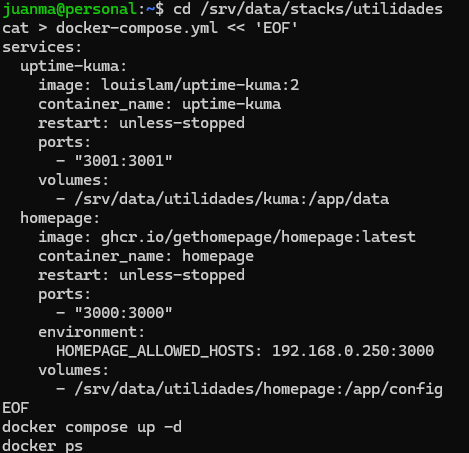 juanma@personal:~$ cd /srv/data/stacks/utilidades
cat > docker-compose.yml << 'EOF'
services:
  uptime-kuma:
    image: louislam/uptime-kuma:2
    container_name: uptime-kuma
    restart: unless-stopped
    ports:
      - "3001:3001"
    volumes:
      - /srv/data/utilidades/kuma:/app/data
  homepage:
    image: ghcr.io/gethomepage/homepage:latest
    container_name: homepage
    restart: unless-stopped
    ports:
      - "3000:3000"
    environment:
      HOMEPAGE_ALLOWED_HOSTS: 192.168.0.250:3000
    volumes:
      - /srv/data/utilidades/homepage:/app/config
EOF
docker compose up -d
docker ps